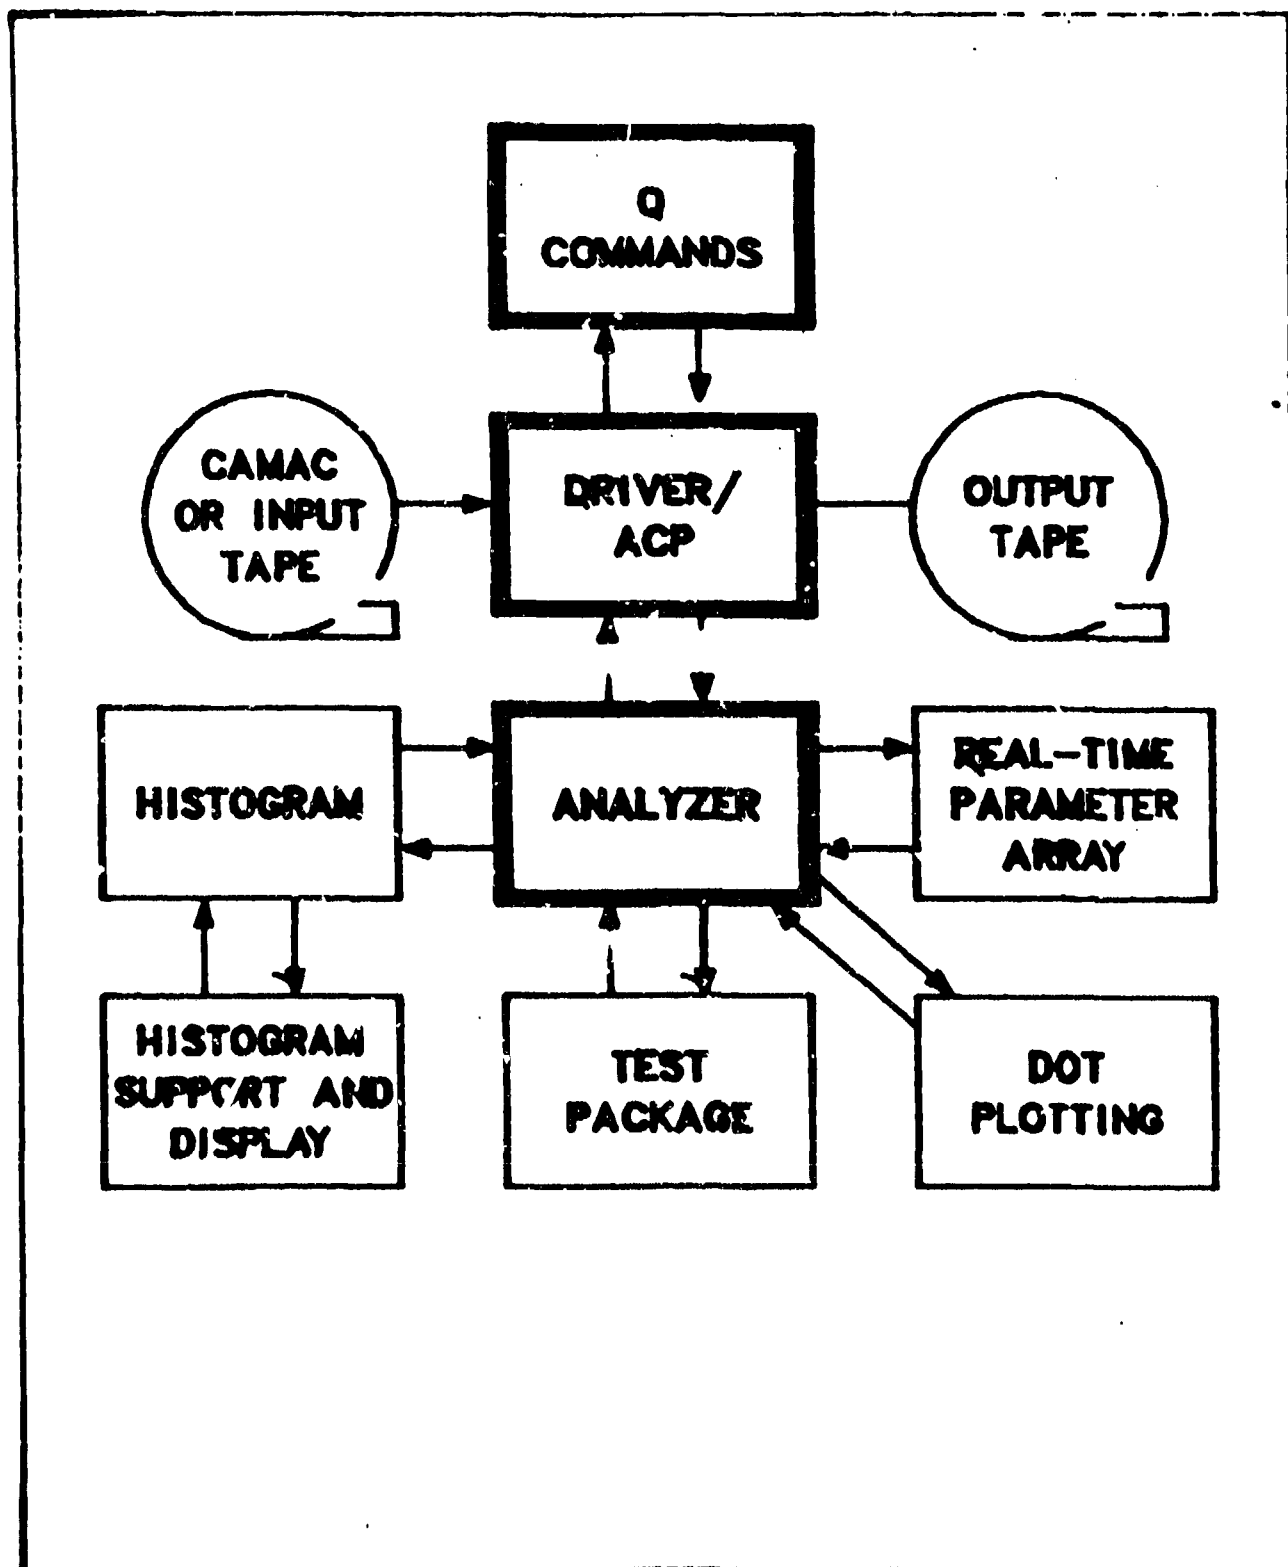 Q
COMMANDS
CAMAC
OR INPUT
TAPE
DRIVER/
ACP
OUTPUT
TAPE
HISTOGRAM
ANALYZER
REAL-TIME
PARAMETER
ARRAY
HISTOGRAM
SUPPORT AND
DISPLAY
TEST
PACKAGE
DOT
PLOTTING